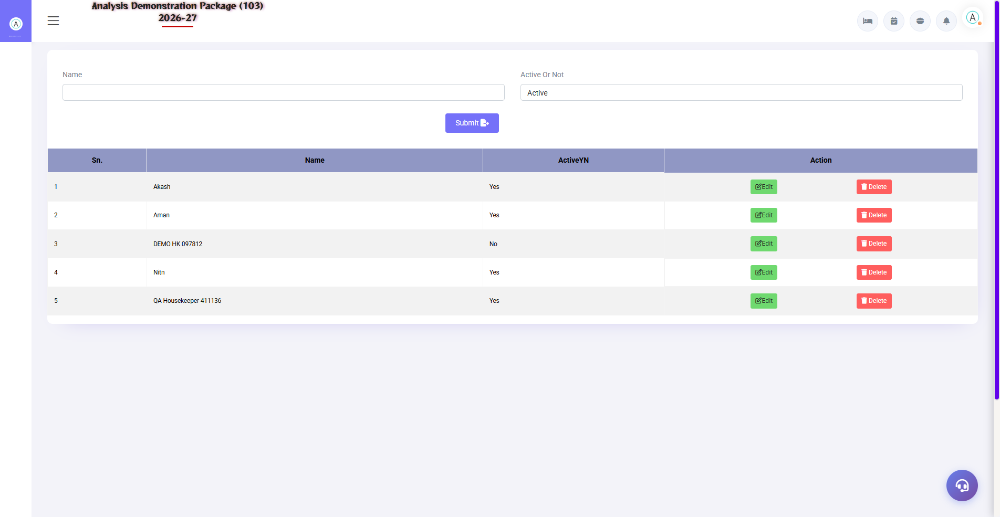 Analysis Demonstration Package (103)
2026-27
A
A
Name
Active Or Not
Active
Submit
Sn. Name ActiveYN Action
1 Akash Yes Edit Delete
2 Aman Yes Edit Delete
3 DEMO HK 097812 No Edit Delete
4 Nitn Yes Edit Delete
5 QA Housekeeper 411136 Yes Edit Delete